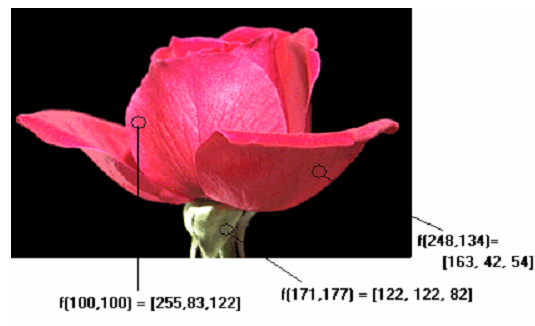 f(248,134)=
[163, 42, 54]
f(171,177) = [122, 122, 82]
f(100,100) = [255,83,122]